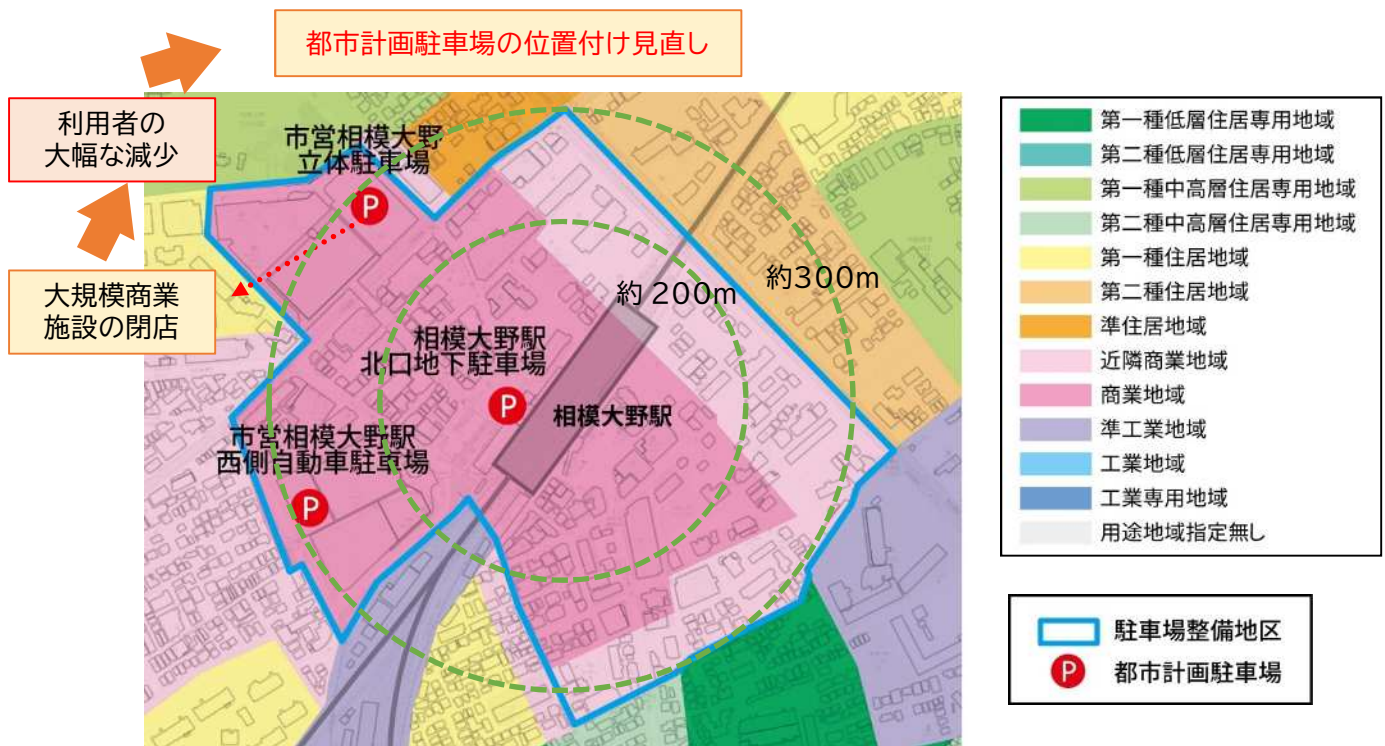 都市計画駐車場の位置付け見直し
利用者の
大幅な減少
大規模商業
施設の閉店
市営相模大野
立体駐車場
P
約 200m
約300m
相模大野駅
北口地下駐車場
P
相模大野駅
市営相模大野駅
西側自動車駐車場
P
第一種低層住居専用地域
第二種低層住居専用地域
第一種中高層住居専用地域
第二種中高層住居専用地域
第一種住居地域
第二種住居地域
準住居地域
近隣商業地域
商業地域
準工業地域
工業地域
工業専用地域
用途地域指定無し
駐車場整備地区
P 都市計画駐車場